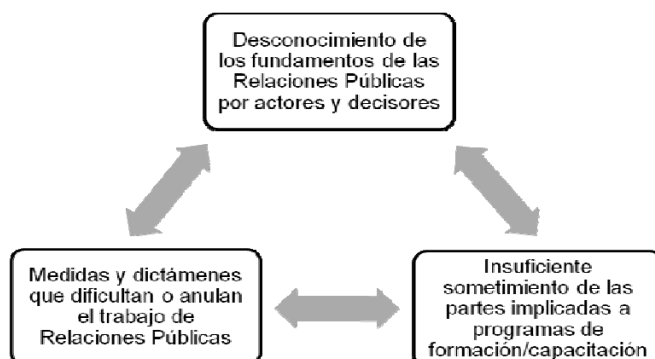 Desconocimiento de
los fundamentos de las
Relaciones Públicas
por actores y decisores
Medidas y dictámenes
que dificultan o anulan
el trabajo de
Relaciones Públicas
Insuficiente
sometimiento de las
partes implicadas a
programas de
formación/capacitación